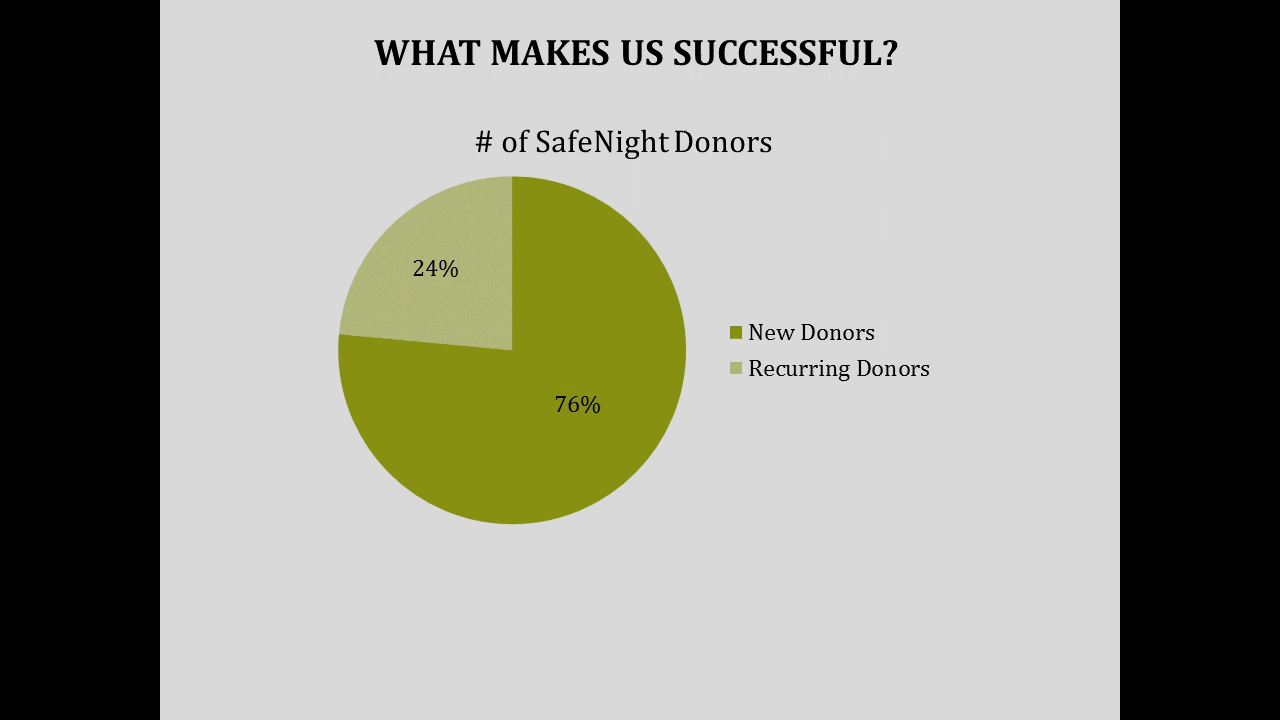 WHAT MAKES US SUCCESSFUL?
# of SafeNight Donors
24%
New Donors
Recurring Donors
76%